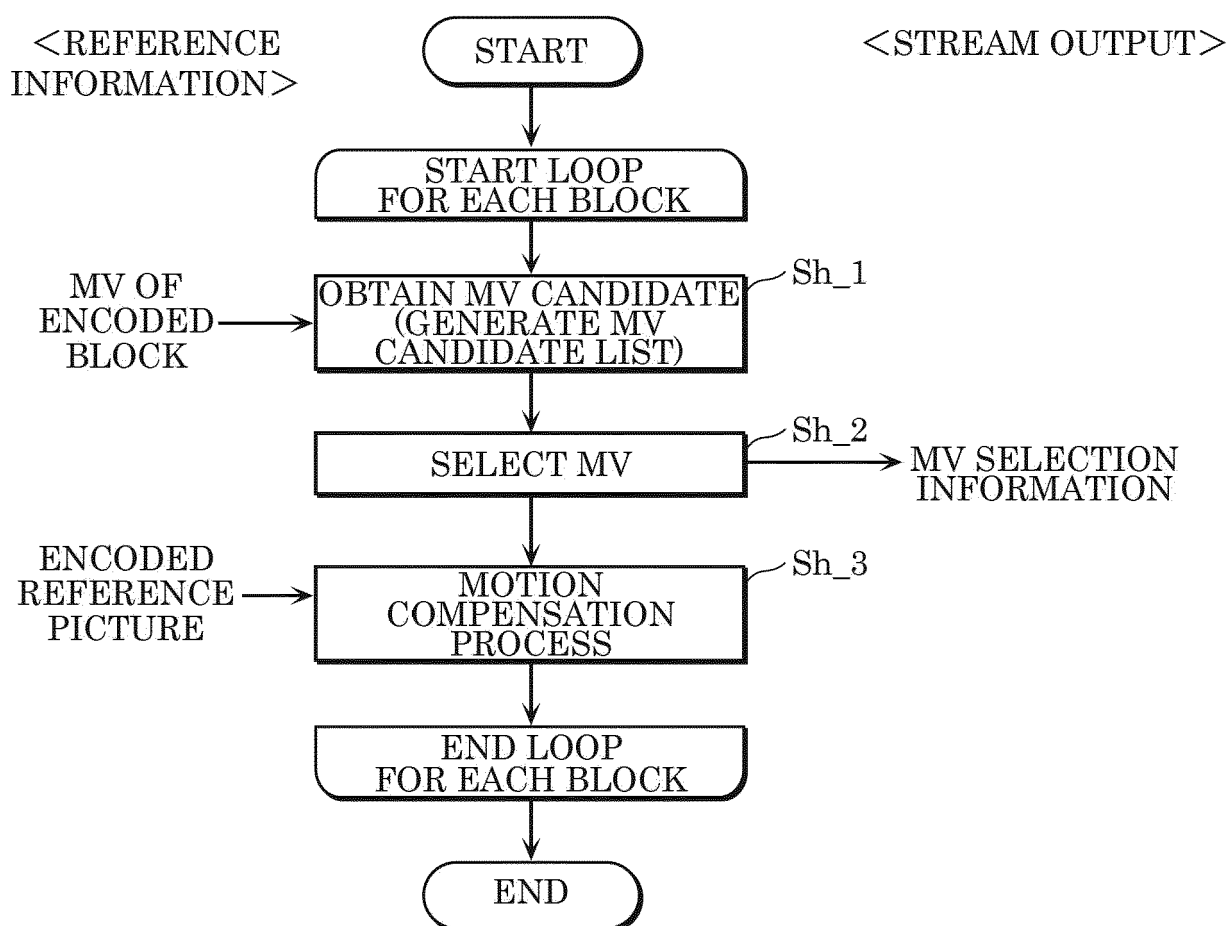 <REFERENCE
INFORMATION>
START
<STREAM OUTPUT>
START LOOP
FOR EACH BLOCK
MV OF
ENCODED
BLOCK
OBTAIN MV CANDIDATE
(GENERATE MV
CANDIDATE LIST)
Sh_1
SELECT MV
Sh_2
MV SELECTION
INFORMATION
ENCODED
REFERENCE
PICTURE
MOTION
COMPENSATION
PROCESS
Sh_3
END LOOP
FOR EACH BLOCK
END